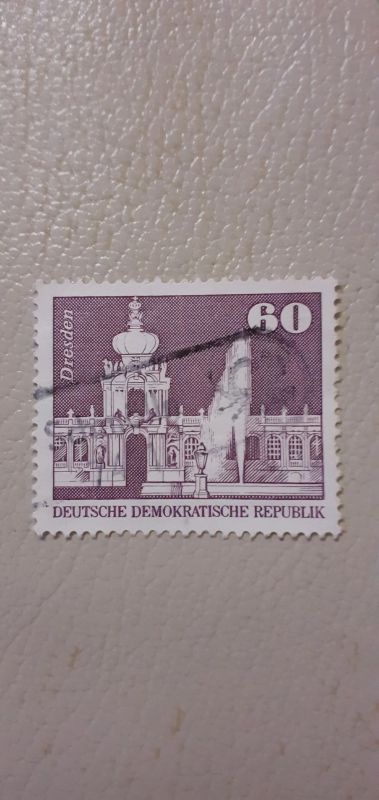 60
Dresden
DEUTSCHE DEMOKRATISCHE REPUBLIK